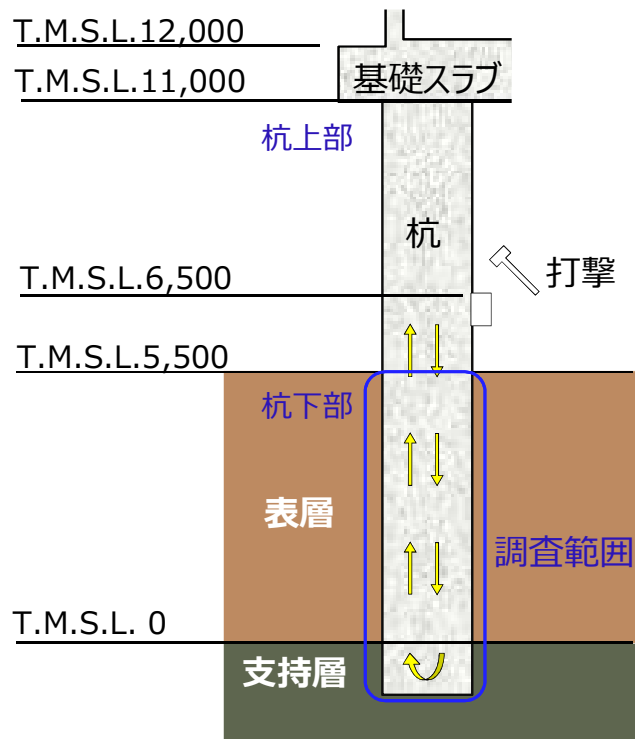 T.M.S.L.12,000
T.M.S.L.11,000
基礎スラブ
杭上部
杭
打撃
T.M.S.L.6,500
T.M.S.L.5,500
杭下部
表層
調査範囲
T.M.S.L. 0
支持層